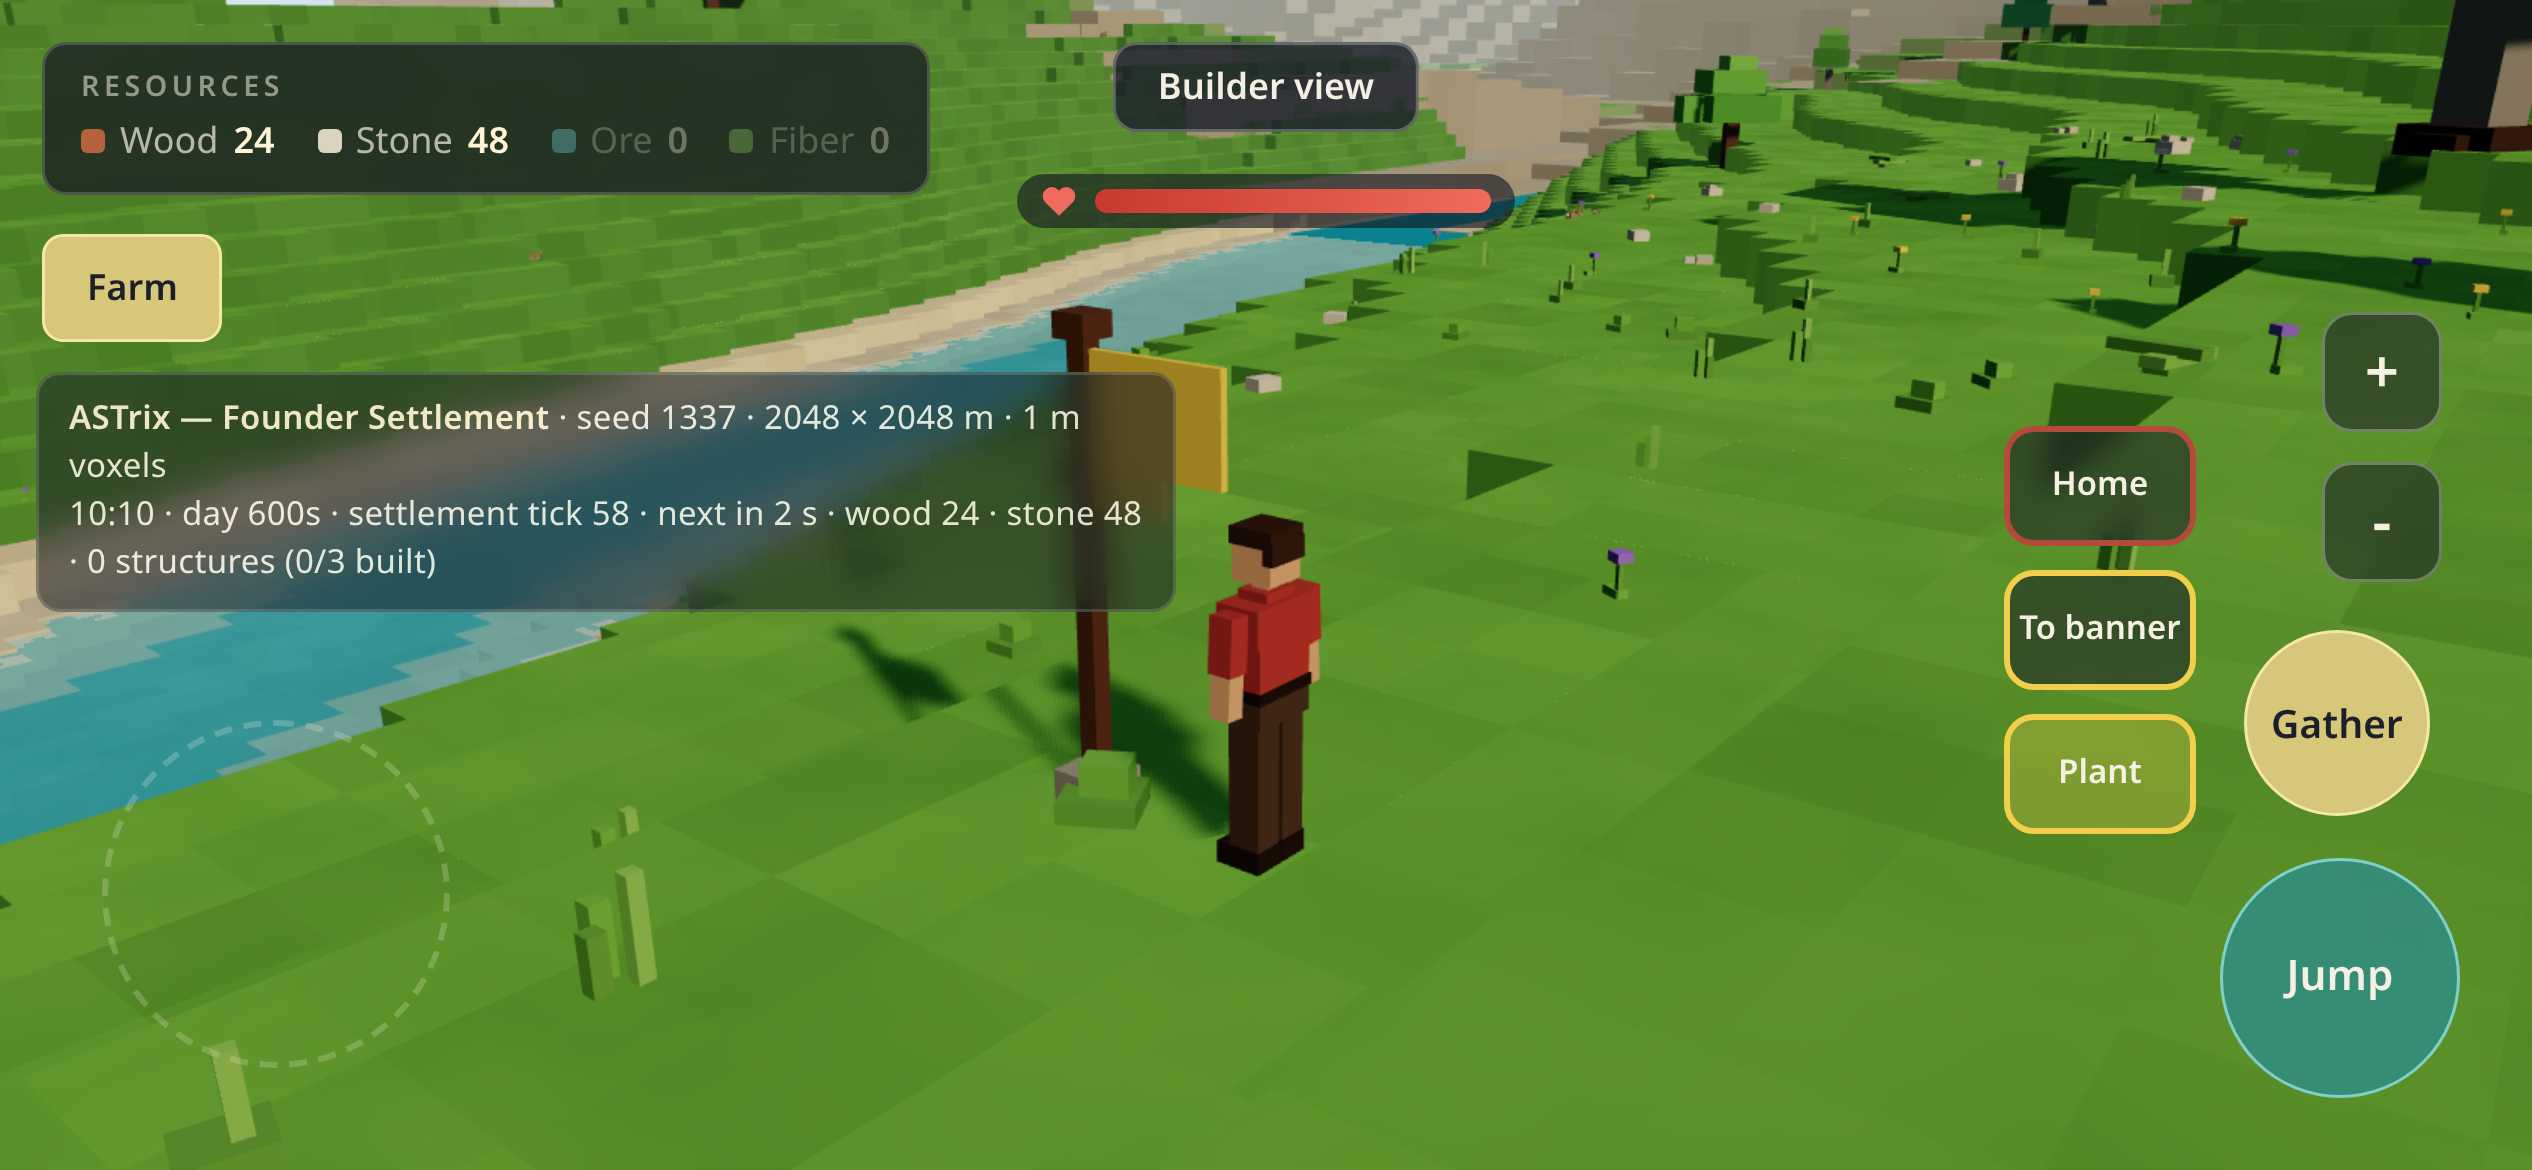 RESOURCES
Wood 24 Stone 48 Ore 0 Fiber 0
Builder view
Farm
ASTrix — Founder Settlement · seed 1337 · 2048 × 2048 m · 1 m
voxels
10:10 · day 600s · settlement tick 58 · next in 2 s · wood 24 · stone 48
· 0 structures (0/3 built)
+
-
Home
To banner
Plant
Gather
Jump